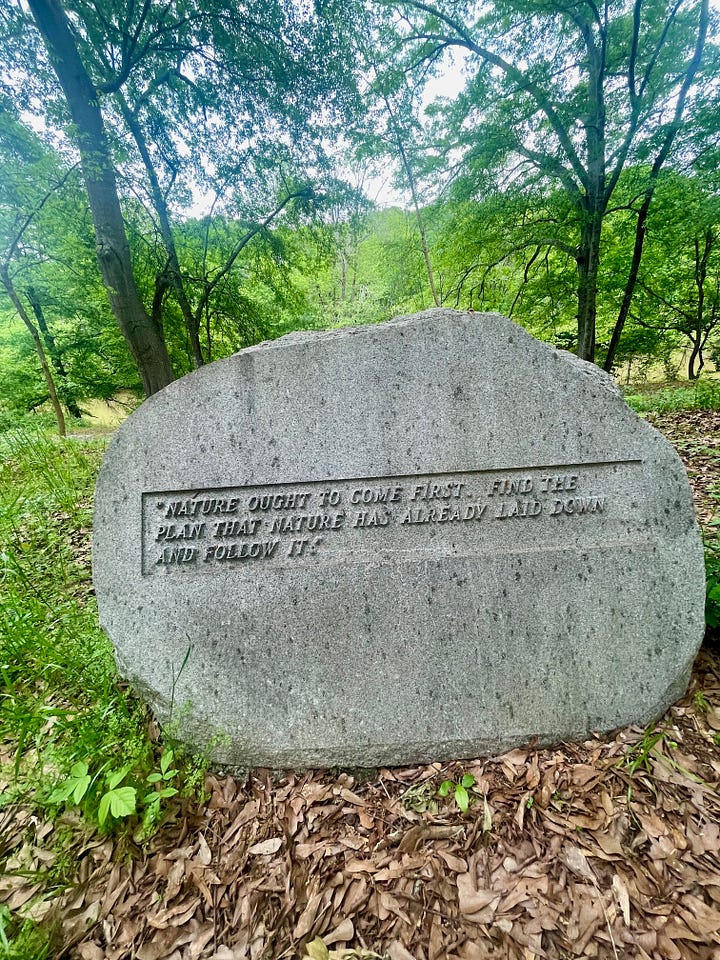 "NATURE OUGHT TO COME FIRST. FIND THE
PLAN THAT NATURE HAS ALREADY LAID DOWN
AND FOLLOW IT."